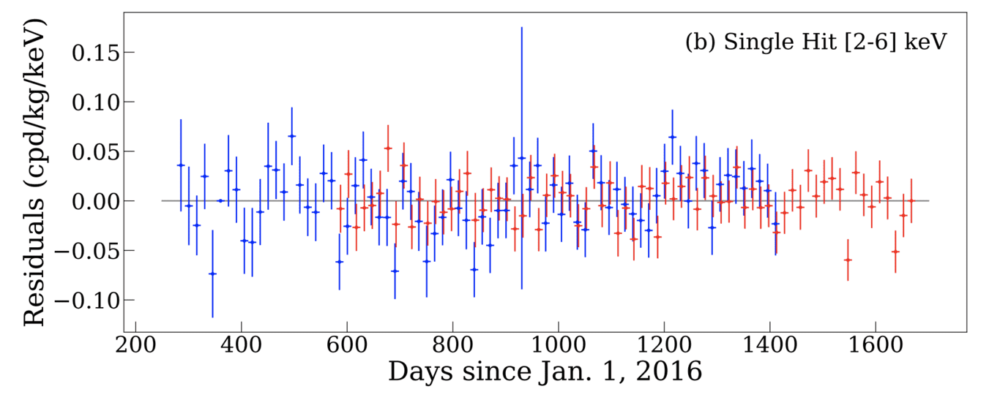 (b) Single Hit [2-6] keV
Residuals (cpd/kg/keV)
0.15
0.10
0.05
0.00
−0.05
−0.10
200 400 600 800 1000 1200 1400 1600
Days since Jan. 1, 2016